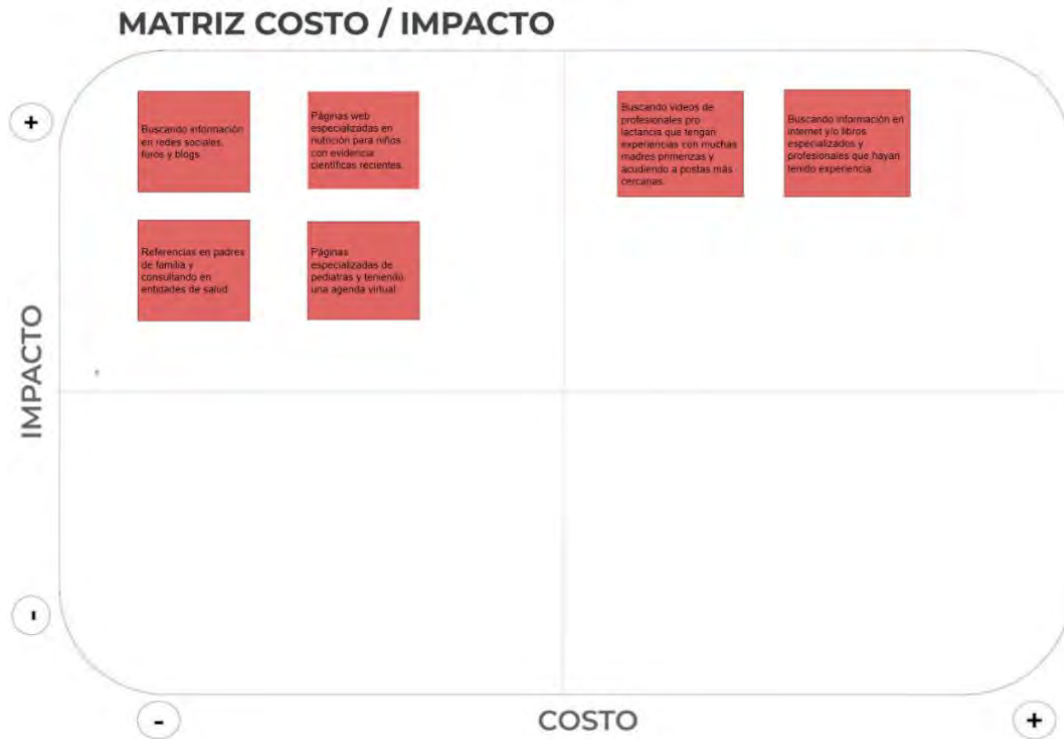 MATRIZ COSTO / IMPACTO
+
Buscando información
en redes sociales,
foros y blogs.
Páginas web
especializadas en
nutrición para niños
con evidencia
científicas recientes.
Buscando videos de
profesionales pro
lactancia que tengan
experiencias con muchas
madres primerizas y
acudiendo a postas más
cercanas.
Buscando información en
internet y/o libros
especializados y
profesionales que hayan
tenido experiencia.
Referencias en padres
de familia y
consultando en
entidades de salud
Páginas
especializadas de
pediatras y teniendo
una agenda virtual
IMPACTO
-
-
COSTO
+